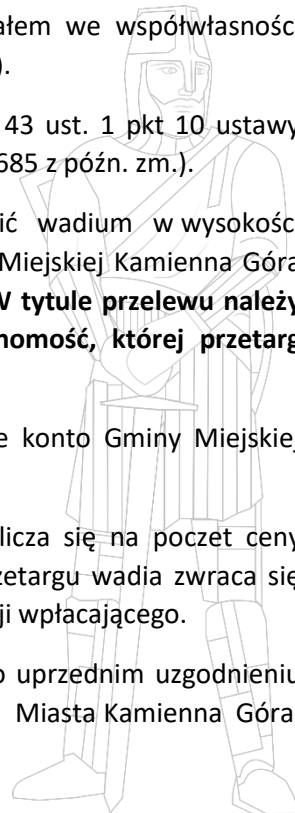 ałem we współwłasności
).
43 ust. 1 pkt 10 ustawy
685 z późn. zm.).
ić wadium w wysokości
Miejskiej Kamienna Góra
W tytule przelewu należy
homość, której przetarg
e konto Gminy Miejskiej
licza się na poczet ceny
zetargu wadia zwraca się
ji wpłacającego.
o uprzednim uzgodnieniu
Miasta Kamienna Góra